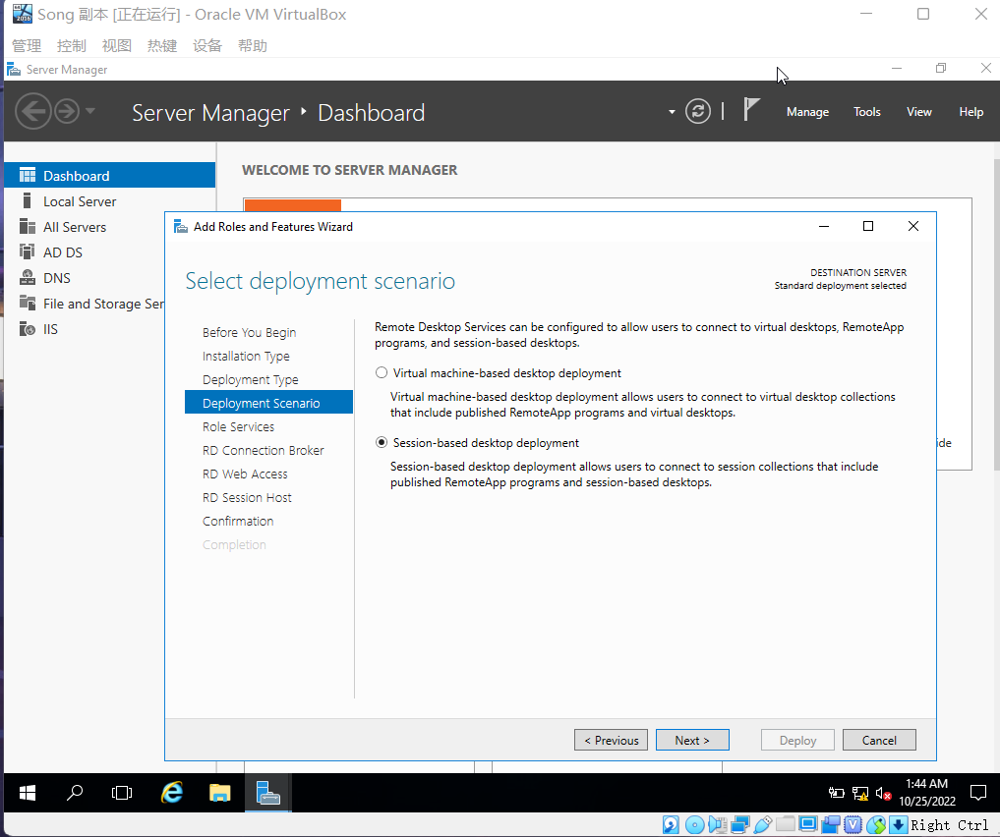 Song 副本 [正在运行] - Oracle VM VirtualBox
管理 控制 视图 热键 设备 帮助
Server Manager
Server Manager Dashboard
Manage Tools View Help
WELCOME TO SERVER MANAGER
Dashboard
Local Server
All Servers
AD DS
DNS
File and Storage Ser
IIS
Add Roles and Features Wizard
Select deployment scenario
DESTINATION SERVER
Standard deployment selected
Before You Begin
Installation Type
Deployment Type
Deployment Scenario
Role Services
RD Connection Broker
RD Web Access
RD Session Host
Confirmation
Completion
Remote Desktop Services can be configured to allow users to connect to virtual desktops, RemoteApp
programs, and session-based desktops.
Virtual machine-based desktop deployment
Virtual machine-based desktop deployment allows users to connect to virtual desktop collections
that include published RemoteApp programs and virtual desktops.
Session-based desktop deployment
Session-based desktop deployment allows users to connect to session collections that include
published RemoteApp programs and session-based desktops.
ide
< Previous Next > Deploy Cancel
1:44 AM
10/25/2022
Right Ctrl